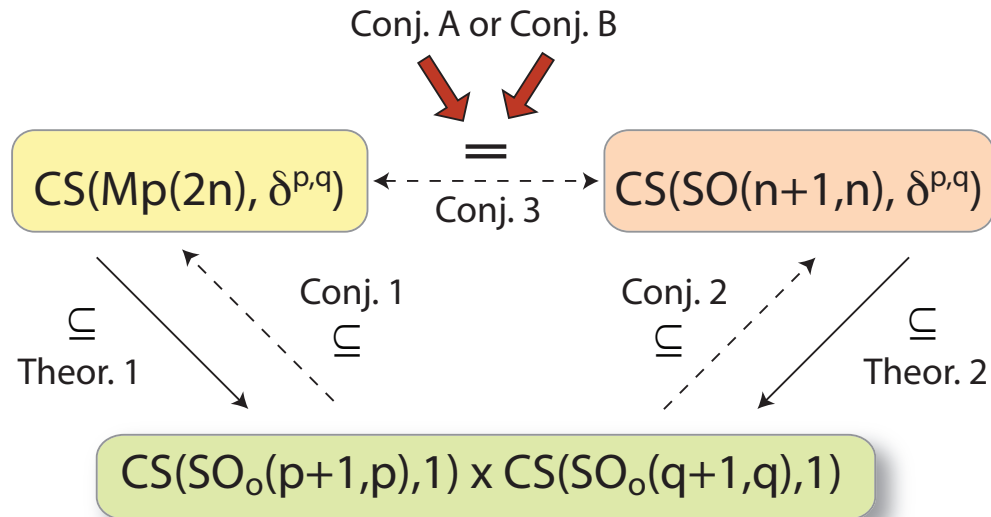 Conj. A or Conj. B
=
CS(Mp(2n), δ^{p,q})
CS(SO(n+1,n), δ^{p,q})
Conj. 3
Conj. 1
Conj. 2
⊆
⊆
⊆
⊆
Theor. 1
Theor. 2
CS(SO_o(p+1,p),1) x CS(SO_o(q+1,q),1)